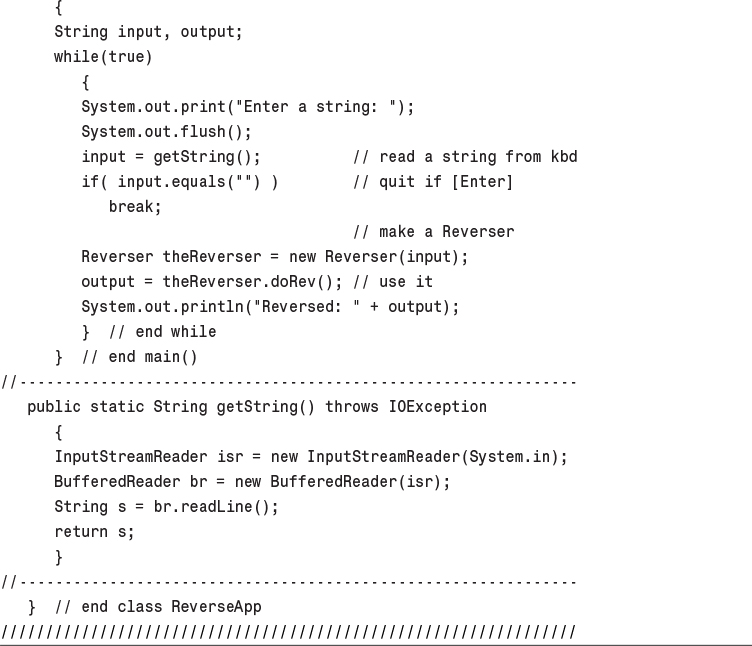 {
String input, output;
while(true)
{
System.out.print("Enter a string: ");
System.out.flush();
input = getString();          // read a string from kbd
if( input.equals("") )        // quit if [Enter]
break;
// make a Reverser
Reverser theReverser = new Reverser(input);
output = theReverser.doRev(); // use it
System.out.println("Reversed: " + output);
}  // end while
}  // end main()
//--------------------------------------------------------------
public static String getString() throws IOException
{
InputStreamReader isr = new InputStreamReader(System.in);
BufferedReader br = new BufferedReader(isr);
String s = br.readLine();
return s;
}
//--------------------------------------------------------------
}  // end class ReverseApp
////////////////////////////////////////////////////////////////